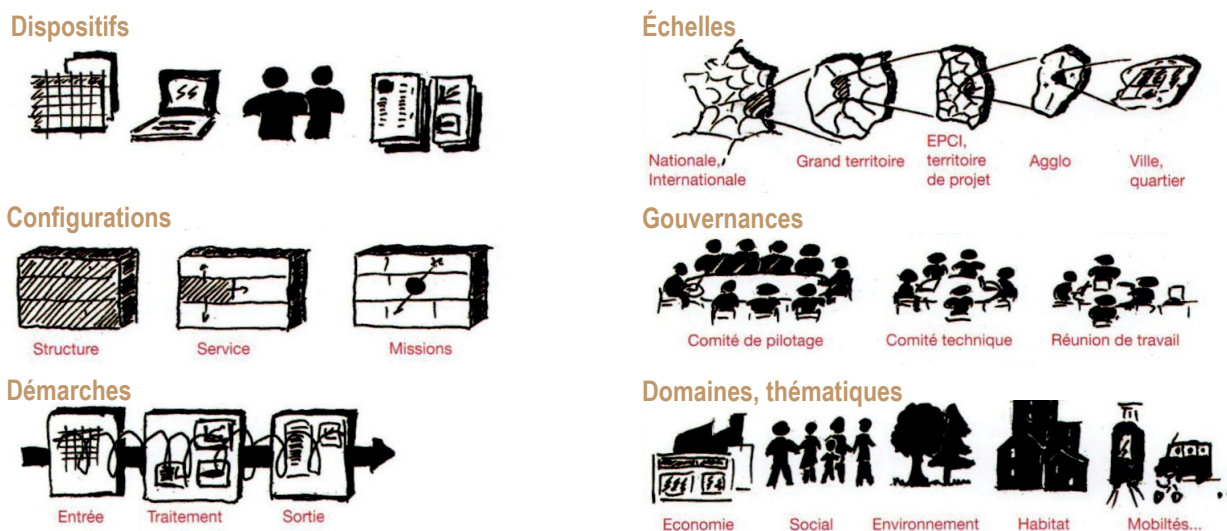 Dispositifs
Configurations
Structure
Service
Missions
Démarches
Entrée
Traitement
Sortie
Échelles
Nationale,
Internationale
Grand territoire
EPCI,
territoire
de projet
Agglo
Ville,
quartier
Gouvernances
Comité de pilotage
Comité technique
Réunion de travail
Domaines, thématiques
Economie
Social
Environnement
Habitat
Mobiltés...